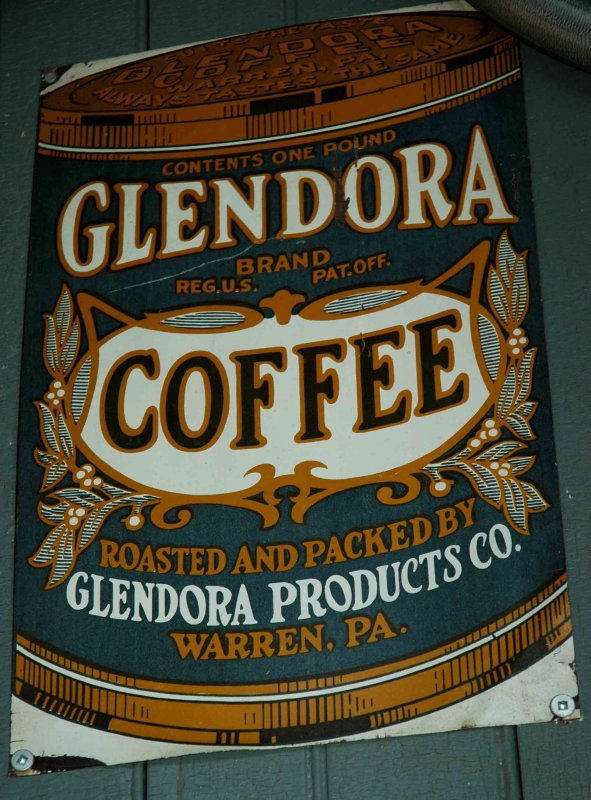 GLENDORA
COFFEE
WARREN, PA.
ALWAYS TASTES THE SAME
CONTENTS ONE POUND
GLENDORA
BRAND
REG.U.S. PAT.OFF.
COFFEE
ROASTED AND PACKED BY
GLENDORA PRODUCTS CO.
WARREN, PA.